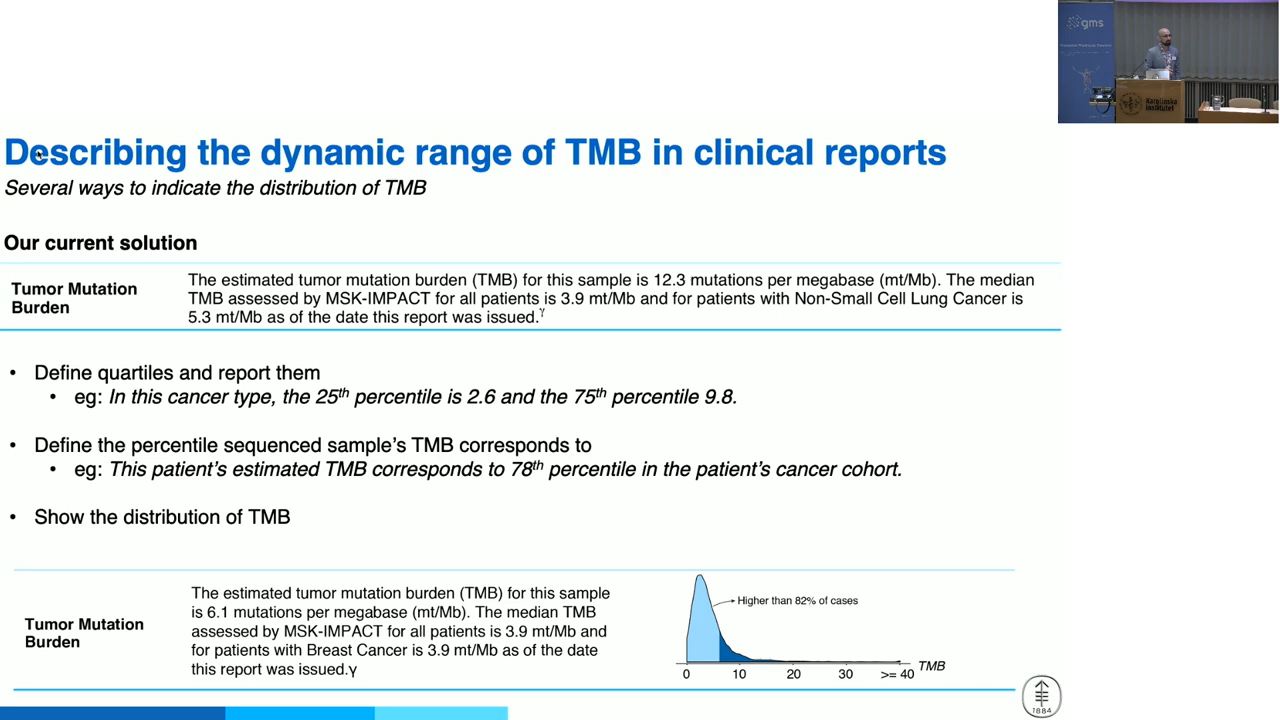 gms
Karolinska
Institutet
Describing the dynamic range of TMB in clinical reports
Several ways to indicate the distribution of TMB
Our current solution
Tumor Mutation
Burden
The estimated tumor mutation burden (TMB) for this sample is 12.3 mutations per megabase (mt/Mb). The median
TMB assessed by MSK-IMPACT for all patients is 3.9 mt/Mb and for patients with Non-Small Cell Lung Cancer is
5.3 mt/Mb as of the date this report was issued.γ
• Define quartiles and report them
• eg: In this cancer type, the 25th percentile is 2.6 and the 75th percentile 9.8.
• Define the percentile sequenced sample's TMB corresponds to
• eg: This patient's estimated TMB corresponds to 78th percentile in the patient's cancer cohort.
• Show the distribution of TMB
Tumor Mutation
Burden
The estimated tumor mutation burden (TMB) for this sample
is 6.1 mutations per megabase (mt/Mb). The median TMB
assessed by MSK-IMPACT for all patients is 3.9 mt/Mb and
for patients with Breast Cancer is 3.9 mt/Mb as of the date
this report was issued.γ
Higher than 82% of cases
0 10 20 30 >= 40 TMB
1884